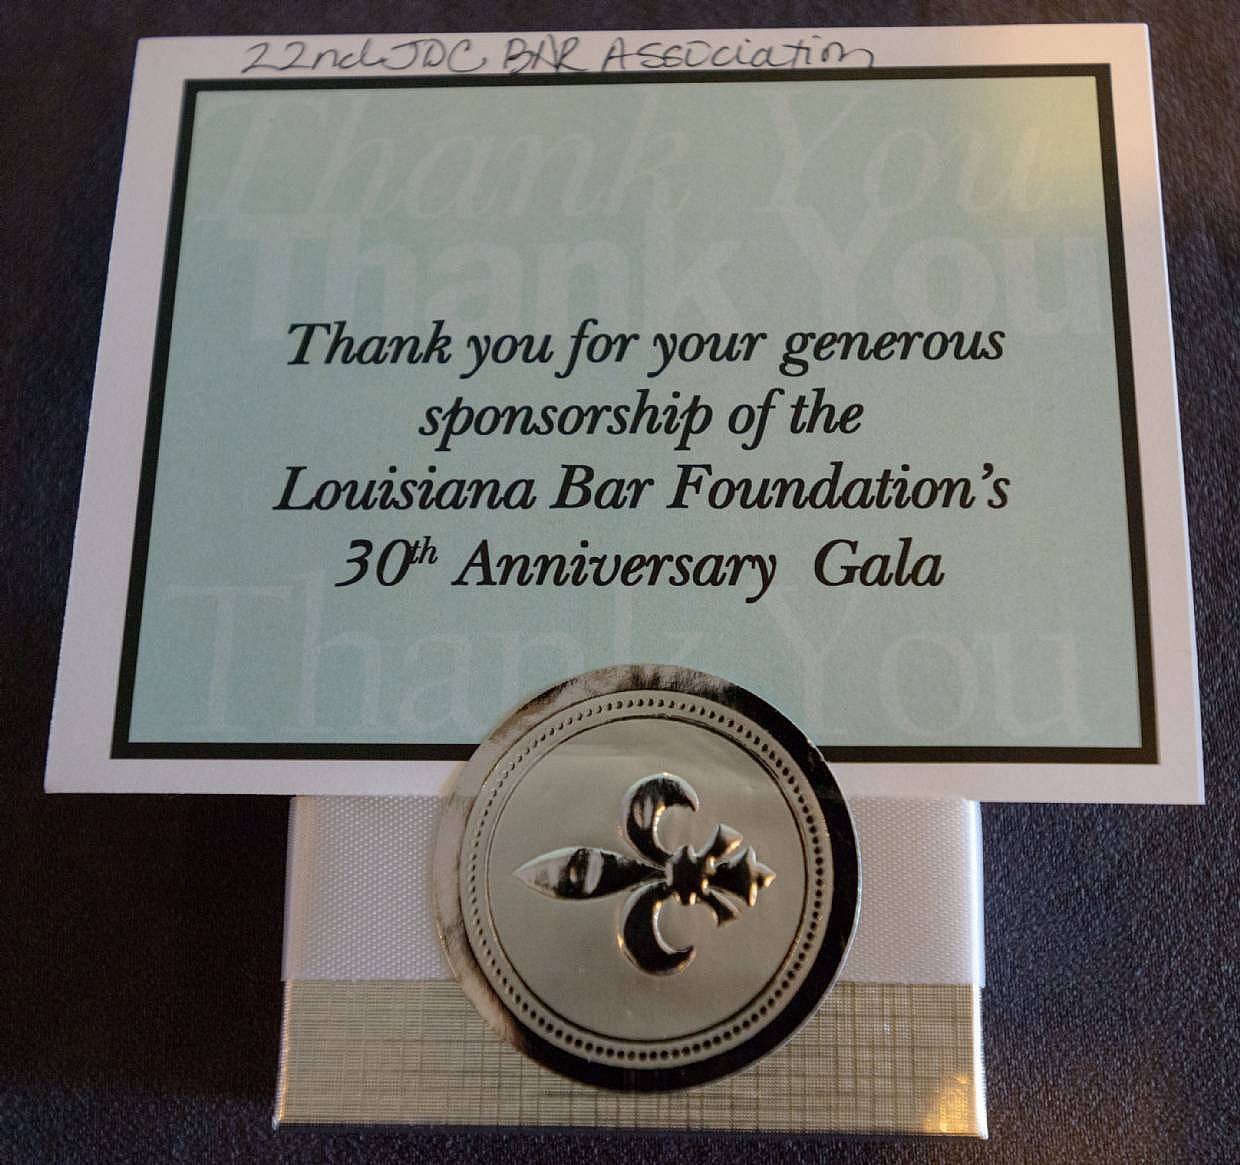 22nd JDC BAR Association
Thank You
Thank You
Thank you for your generous
sponsorship of the
Louisiana Bar Foundation's
30th Anniversary Gala
Thank You